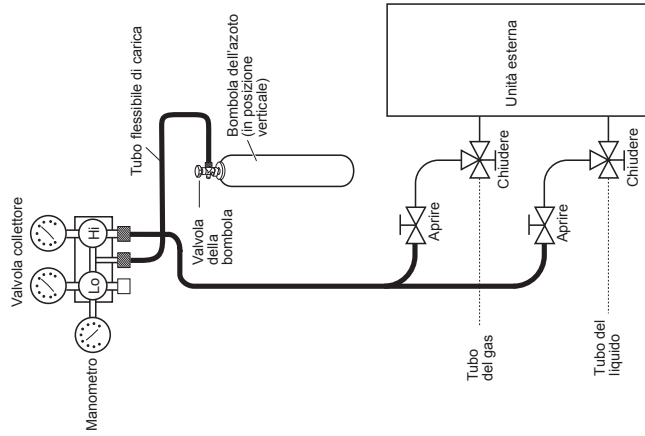 Valvola collettore
Manometro
Lo
Hi
Tubo flessibile di carica
Valvola
della
bombola
Bombola dell'azoto
(in posizione
verticale)
Aprire
Aprire
Chiudere
Chiudere
Unità esterna
Tubo
del gas
Tubo del
liquido